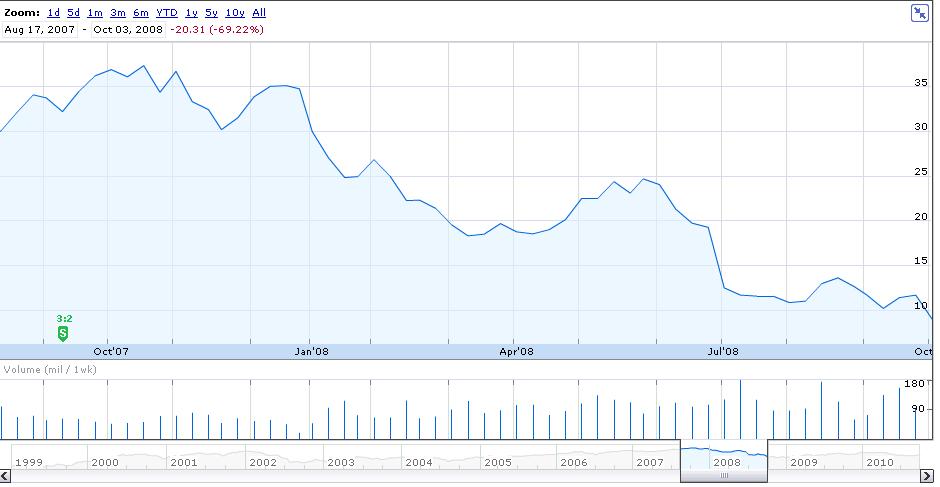 Zoom: 1d 5d 1m 3m 6m YTD 1y 5y 10y All
Aug 17, 2007 - Oct 03, 2008 -20.31 (-69.22%)
35
30
25
20
15
10
3:2
S
Oct'07 Jan'08 Apr'08 Jul'08 Oct
Volume (mil / 1wk)
180
90
1999 2000 2001 2002 2003 2004 2005 2006 2007 2008 2009 2010